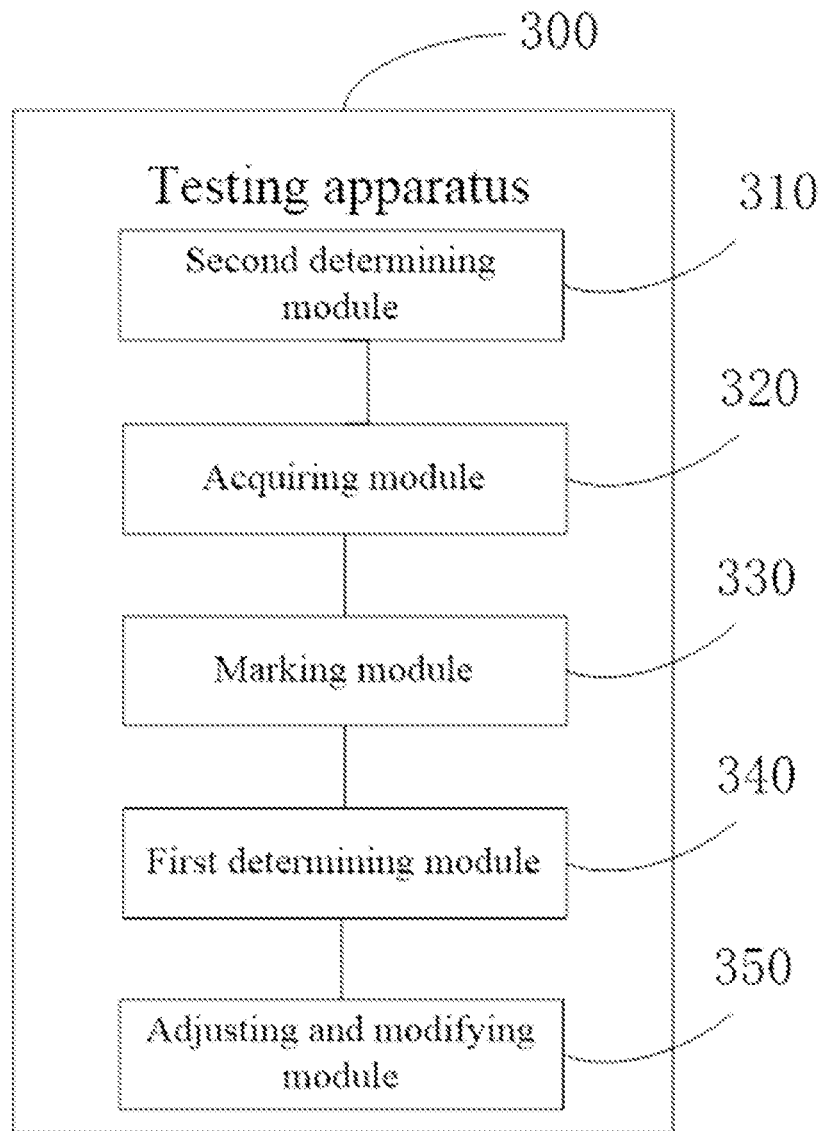 300
Testing apparatus
310
Second determining
module
320
Acquiring module
330
Marking module
340
First determining module
350
Adjusting and modifying
module